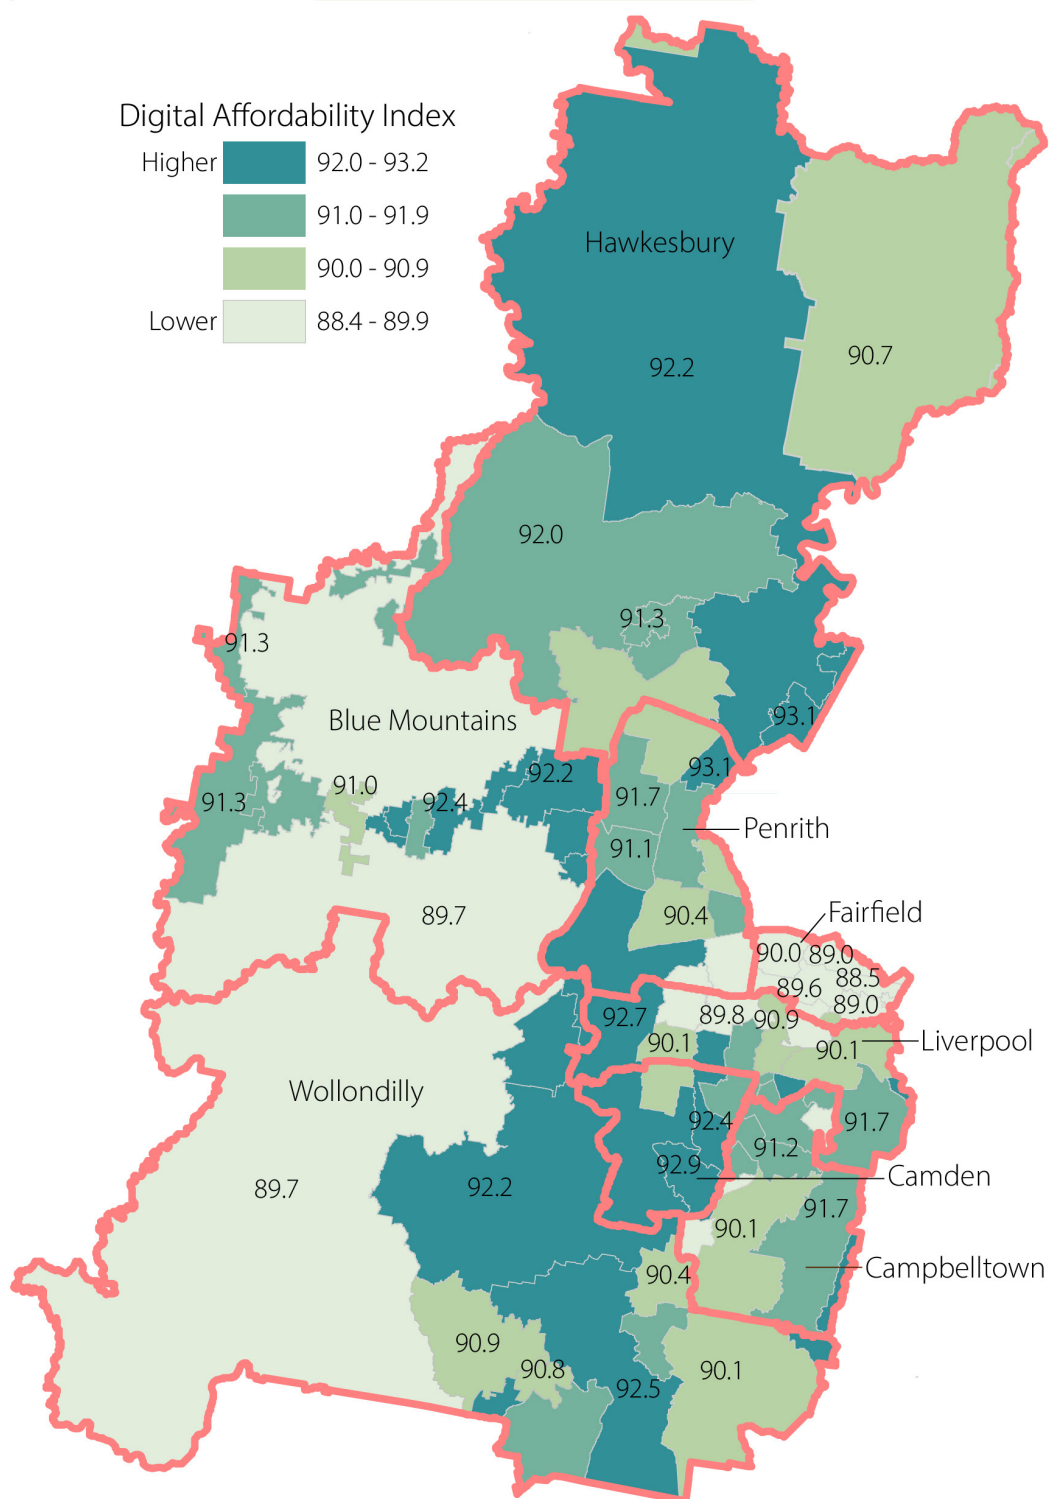 Digital Affordability Index
Higher 92.0 - 93.2
91.0 - 91.9
90.0 - 90.9
Lower 88.4 - 89.9
Hawkesbury
90.7
92.2
92.0
91.3
91.3
93.1
Blue Mountains
93.1
92.2
91.0
91.7
91.3
92.4
Penrith
91.1
89.7
90.4
Fairfield
90.0 89.0
88.5
89.6
89.0
92.7 89.8 90.9
90.1 90.1 Liverpool
Wollondilly
92.4 91.7
91.2
92.9
Camden
89.7 92.2
91.7
90.1
90.4 Campbelltown
90.9
90.8 90.1
92.5